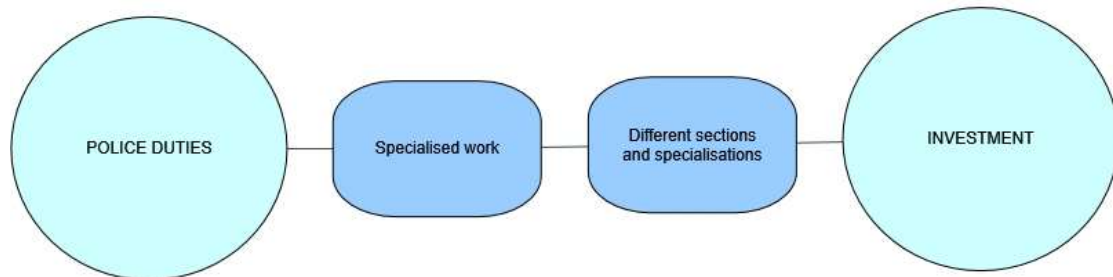 POLICE DUTIES
Specialised work
Different sections
and specialisations
INVESTMENT